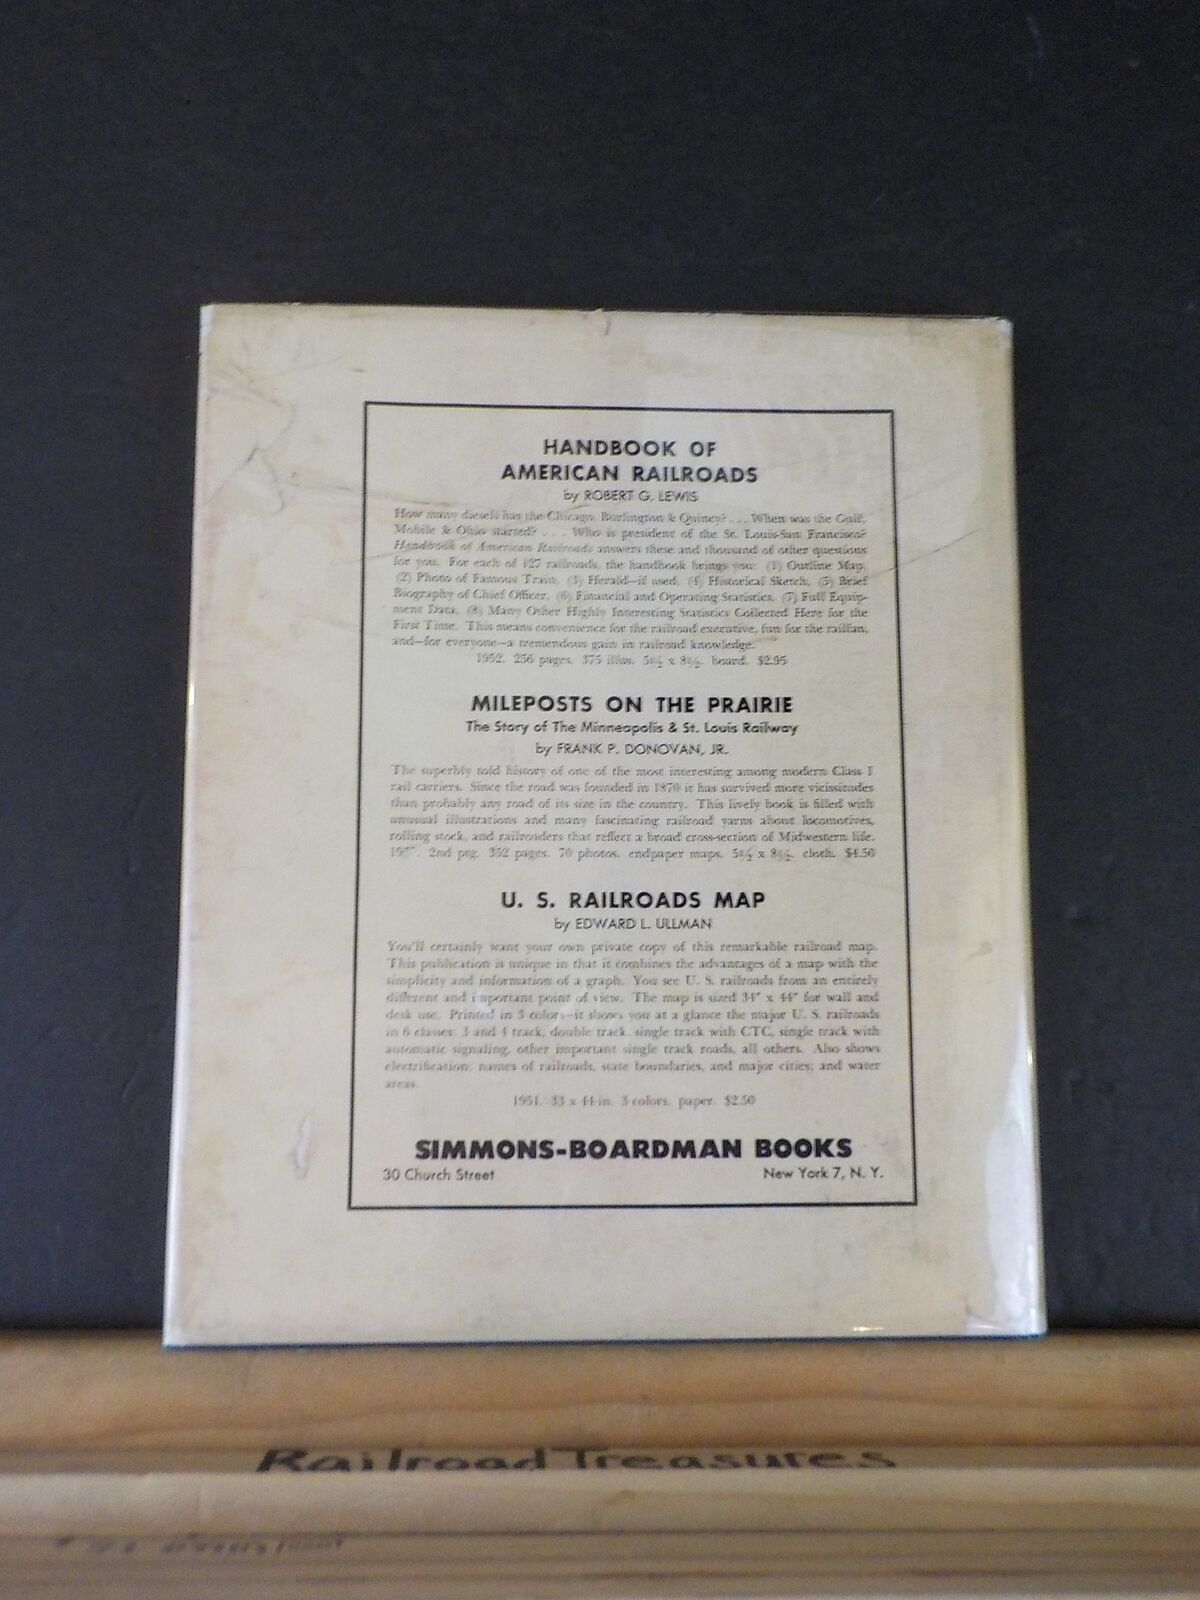 HANDBOOK OF
AMERICAN RAILROADS
by ROBERT G. LEWIS
How many diesels has the Chicago, Burlington & Quincy? . . . When was the Gulf,
Mobile & Ohio started? . . . Who is president of the St. Louis-San Francisco?
Handbook of American Railroads answers these and thousand of other questions
for you. For each of 127 railroads, the handbook brings you: (1) Outline Map,
(2) Photo of Famous Train, (3) Herald—if used, (4) Historical Sketch, (5) Brief
Biography of Chief Officer, (6) Financial and Operating Statistics, (7) Full Equip-
ment Data, (8) Many Other Highly Interesting Statistics Collected Here for the
First Time. This means convenience for the railroad executive, fun for the railfan,
and—for everyone—a tremendous gain in railroad knowledge.
1952. 256 pages. 375 illus. 5½ x 8½. board. $2.95
MILEPOSTS ON THE PRAIRIE
The Story of The Minneapolis & St. Louis Railway
by FRANK P. DONOVAN, JR.
The superbly told history of one of the most interesting among modern Class I
rail carriers. Since the road was founded in 1870 it has survived more vicissitudes
than probably any road of its size in the country. This lively book is filled with
unusual illustrations and many fascinating railroad yarns about locomotives,
rolling stock, and railroaders that reflect a broad cross-section of Midwestern life.
2nd ptg. 352 pages. 70 photos. endpaper maps. 5½ x 8½. cloth. $4.50
U. S. RAILROADS MAP
by EDWARD L. ULLMAN
You'll certainly want your own private copy of this remarkable railroad map.
This publication is unique in that it combines the advantages of a map with the
simplicity and information of a graph. You see U. S. railroads from an entirely
different and important point of view. The map is sized 34" x 44" for wall and
desk use. Printed in 3 colors—it shows you at a glance the major U. S. railroads
in 6 classes: 3 and 4 track, double track, single track with CTC, single track with
automatic signaling, other important single track roads, all others. Also shows
electrification, names of railroads, state boundaries, and major cities, and water
areas.
1951. 33 x 44 in. 3 colors. paper. $2.50
SIMMONS-BOARDMAN BOOKS
30 Church Street New York 7, N. Y.
Railroad Treasures